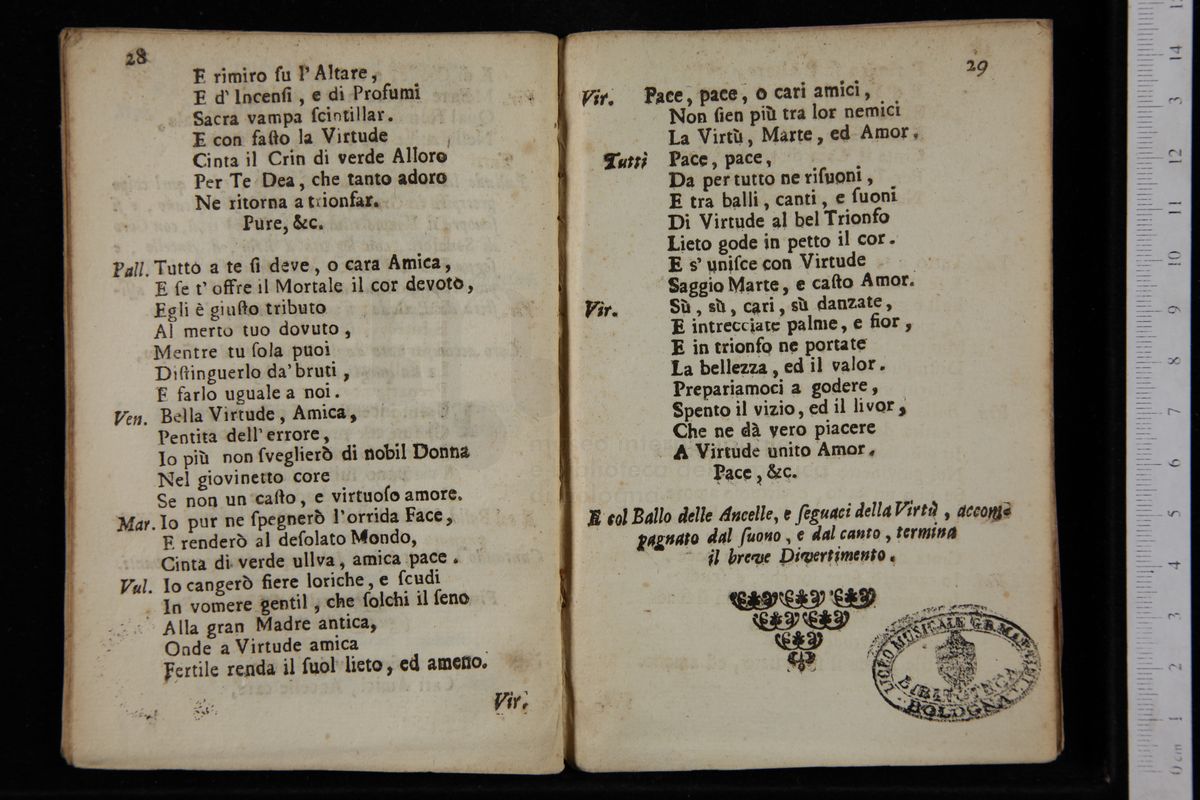 28
E rimiro ſu l' Altare,
E d' Incenſi, e di Profumi
Sacra vampa ſcintillar.
E con faſto la Virtude
Cinta il Crin di verde Alloro
Per Te Dea, che tanto adoro
Ne ritorna a trionfar.
Pure, &c.
Pall. Tutto a te ſi deve, o cara Amica,
E ſe t' offre il Mortale il cor devoto,
Egli è giuſto tributo
Al merto tuo dovuto,
Mentre tu ſola puoi
Diſtinguerlo da' bruti,
E farlo uguale a noi.
Ven. Bella Virtude, Amica,
Pentita dell' errore,
Io più non ſveglierò di nobil Donna
Nel giovinetto core
Se non un caſto, e virtuoſo amore.
Mar. Io pur ne ſpegnerò l'orrida Face,
E renderò al deſolato Mondo,
Cinta di verde ullva, amica pace.
Vul. Io cangerò fiere loriche, e ſcudi
In vomere gentil, che ſolchi il ſeno
Alla gran Madre antica,
Onde a Virtude amica
Fertile renda il ſuol lieto, ed ameno.
Vir.
29
Vir. Pace, pace, o cari amici,
Non ſien più tra lor nemici
La Virtù, Marte, ed Amor.
Tutti Pace, pace,
Da per tutto ne riſuoni,
E tra balli, canti, e ſuoni
Di Virtude al bel Trionfo
Lieto gode in petto il cor.
E s' uniſce con Virtude
Saggio Marte, e caſto Amor.
Vir. Sù, sù, cari, sù danzate,
E intrecciate palme, e fior,
E in trionfo ne portate
La bellezza, ed il valor.
Prepariamoci a godere,
Spento il vizio, ed il livor,
Che ne dà vero piacere
A Virtude unito Amor.
Pace, &c.
E col Ballo delle Ancelle, e ſeguaci della Virtù, accom-
pagnato dal ſuono, e dal canto, termina
il breve Divertimento.
LICEO MUSICALE G.B. MARTINI
BIBLIOTECA
BOLOGNA